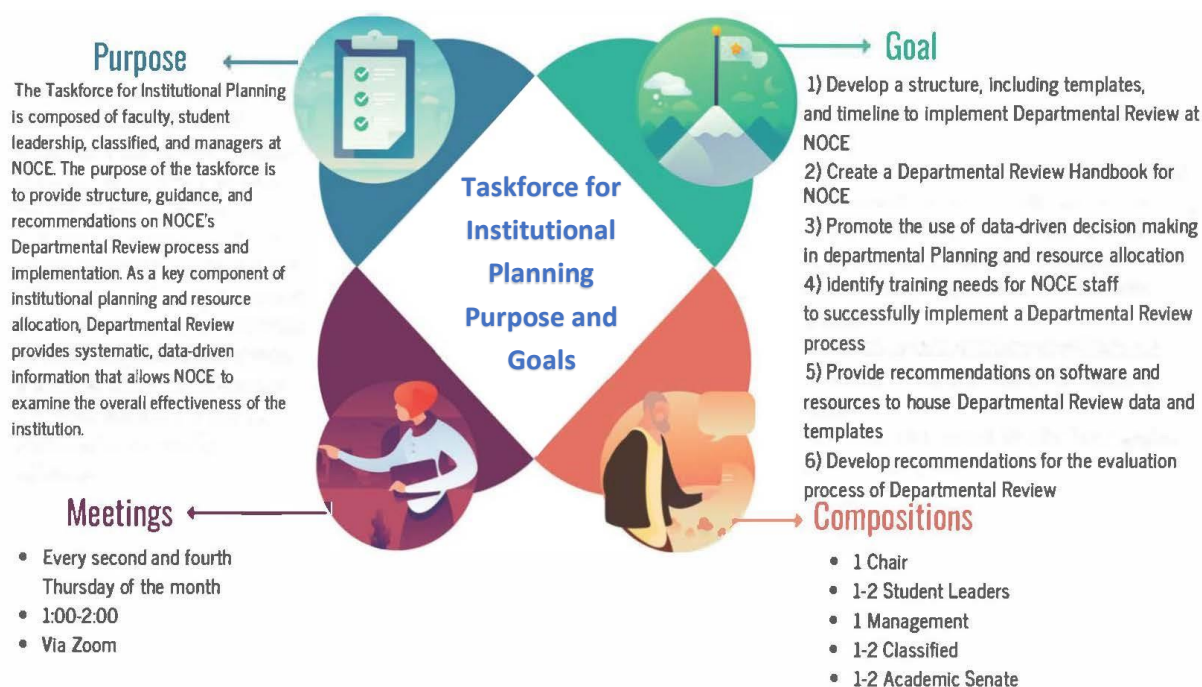 Purpose
The Taskforce for Institutional Planning
is composed of faculty, student
leadership, classified, and managers at
NOCE. The purpose of the taskforce is
to provide structure, guidance, and
recommendations on NOCE's
Departmental Review process and
implementation. As a key component of
institutional planning and resource
allocation, Departmental Review
provides systematic, data-driven
information that allows NOCE to
examine the overall effectiveness of the
institution.
Taskforce for
Institutional
Planning
Purpose and
Goals
Goal
1) Develop a structure, including templates,
and timeline to implement Departmental Review at
NOCE
2) Create a Departmental Review Handbook for
NOCE
3) Promote the use of data-driven decision making
in departmental Planning and resource allocation
4) Identify training needs for NOCE staff
to successfully implement a Departmental Review
process
5) Provide recommendations on software and
resources to house Departmental Review data and
templates
6) Develop recommendations for the evaluation
process of Departmental Review
Meetings
• Every second and fourth
Thursday of the month
• 1:00-2:00
• Via Zoom
Compositions
• 1 Chair
• 1-2 Student Leaders
• 1 Management
• 1-2 Classified
• 1-2 Academic Senate